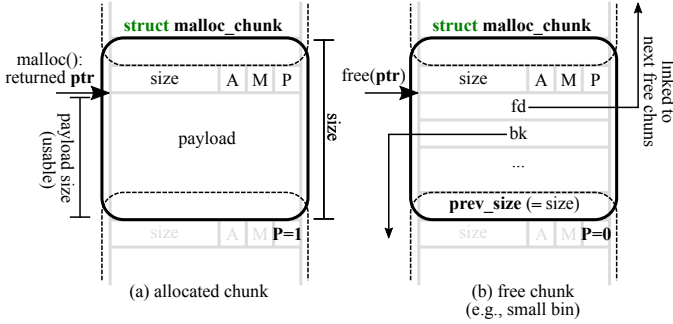 struct malloc_chunk
malloc():
returned ptr
size A M P
payload
payload size
(usable)
size
size A M P=1
(a) allocated chunk
struct malloc_chunk
free(ptr)
size A M P
fd
bk
...
prev_size (= size)
size A M P=0
linked to
next free chuns
(b) free chunk
(e.g., small bin)